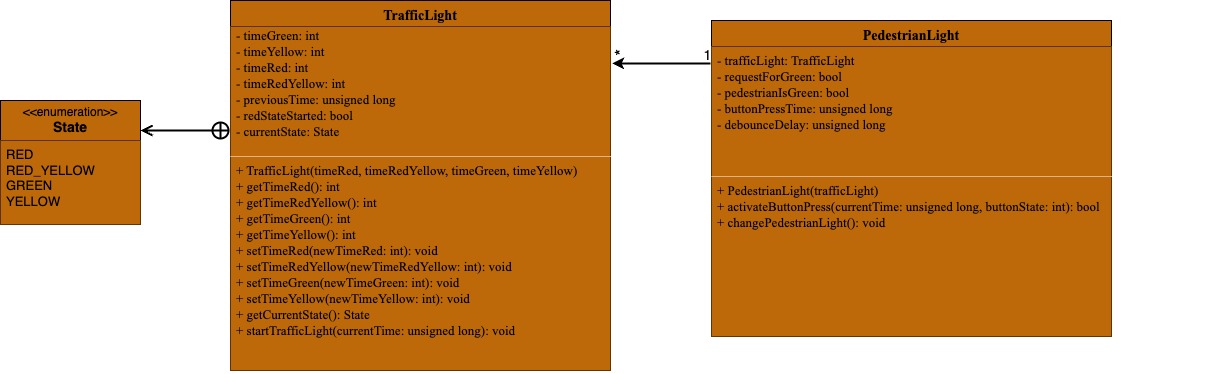 <<enumeration>>
State
RED
RED_YELLOW
GREEN
YELLOW
TrafficLight
- timeGreen: int
- timeYellow: int
- timeRed: int
- timeRedYellow: int
- previousTime: unsigned long
- redStateStarted: bool
- currentState: State
+ TrafficLight(timeRed, timeRedYellow, timeGreen, timeYellow)
+ getTimeRed(): int
+ getTimeRedYellow(): int
+ getTimeGreen(): int
+ getTimeYellow(): int
+ setTimeRed(newTimeRed: int): void
+ setTimeRedYellow(newTimeRedYellow: int): void
+ setTimeGreen(newTimeGreen: int): void
+ setTimeYellow(newTimeYellow: int): void
+ getCurrentState(): State
+ startTrafficLight(currentTime: unsigned long): void
* 1
PedestrianLight
- trafficLight: TrafficLight
- requestForGreen: bool
- pedestrianIsGreen: bool
- buttonPressTime: unsigned long
- debounceDelay: unsigned long
+ PedestrianLight(trafficLight)
+ activateButtonPress(currentTime: unsigned long, buttonState: int): bool
+ changePedestrianLight(): void